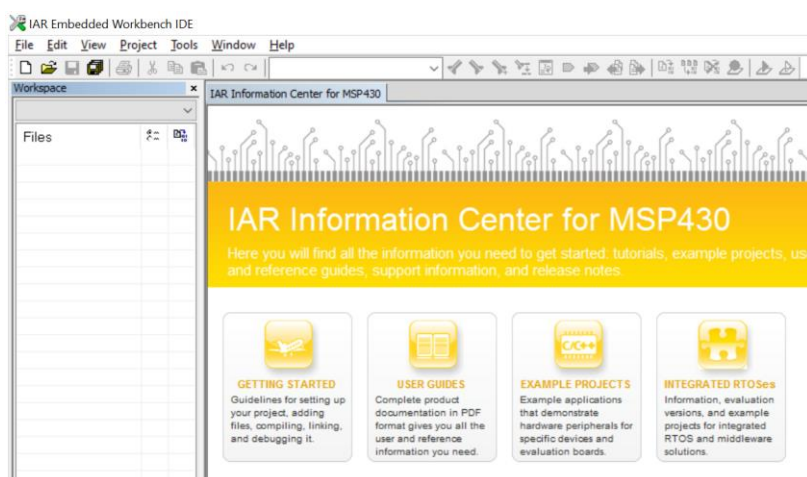 IAR Embedded Workbench IDE
File Edit View Project Tools Window Help
Workspace
IAR Information Center for MSP430
Files
IAR Information Center for MSP430
Here you will find all the information you need to get started: tutorials, example projects,
and reference guides, support information, and release notes.
C/C++
GETTING STARTED
Guidelines for setting up
your project, adding
files, compiling, linking,
and debugging it.
USER GUIDES
Complete product
documentation in PDF
format gives you all the
user and reference
information you need.
EXAMPLE PROJECTS
Example applications
that demonstrate
hardware peripherals for
specific devices and
evaluation boards.
INTEGRATED RTOSes
Information, evaluation
versions, and example
projects for integrated
RTOS and middleware
solutions.